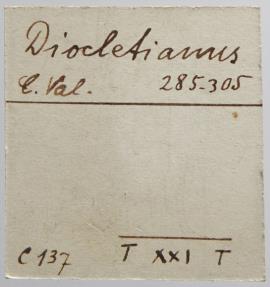 Diocletianus
C. Val. 285-305
C 137 T XXI T